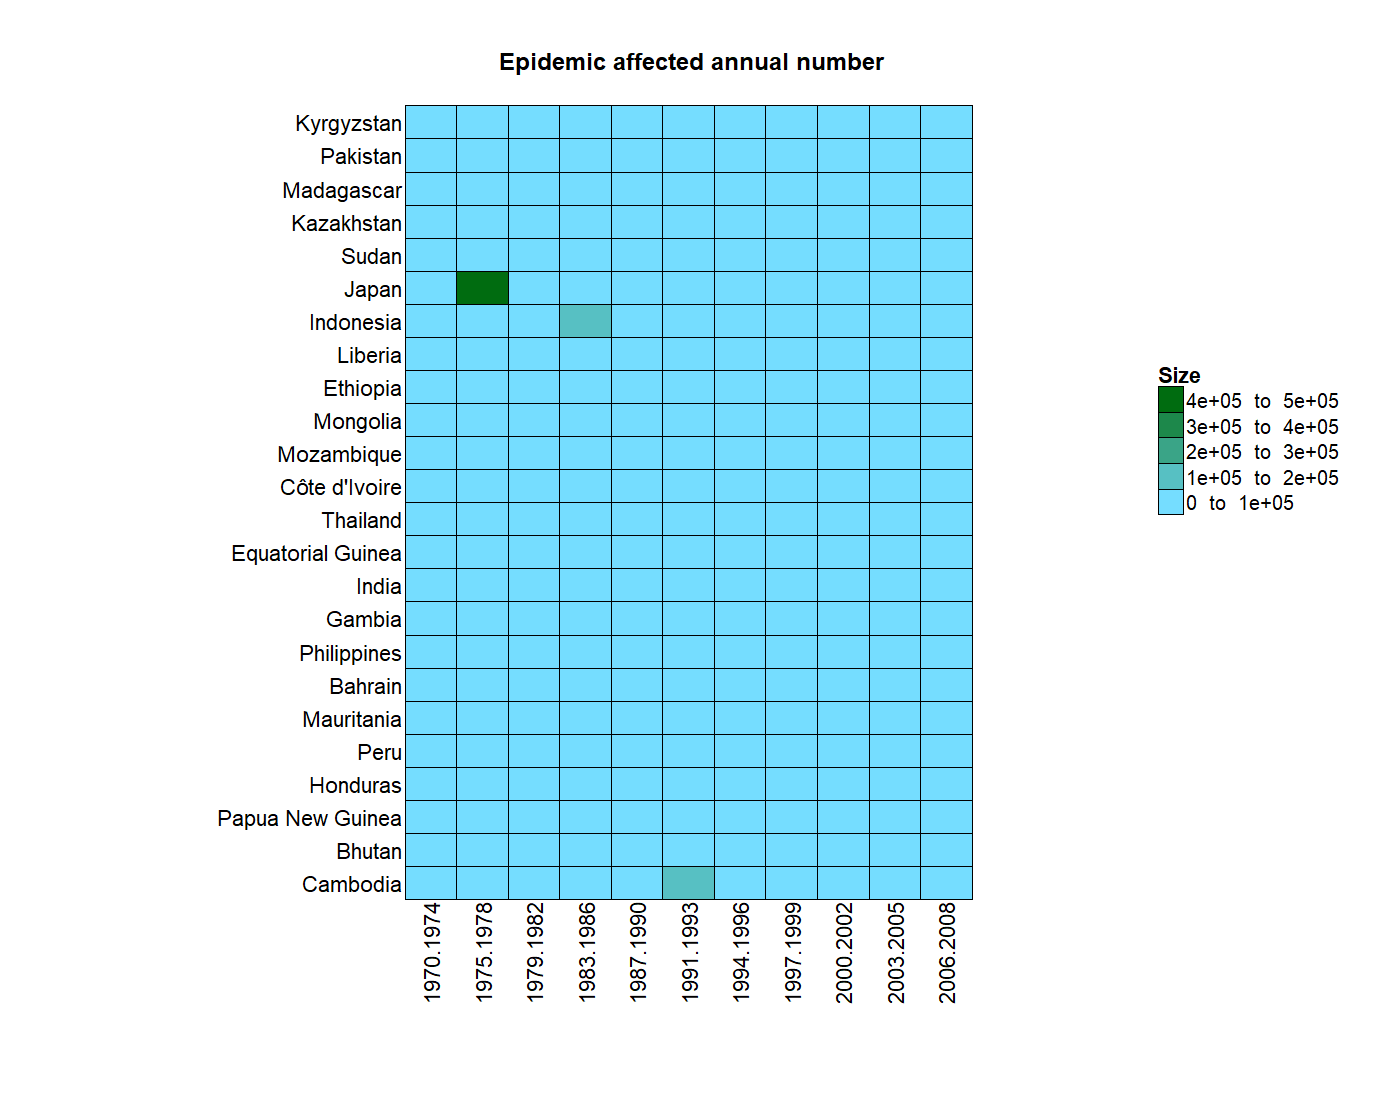 Epidemic affected annual number
Kyrgyzstan
Pakistan
Madagascar
Kazakhstan
Sudan
Japan
Indonesia
Liberia
Ethiopia
Mongolia
Mozambique
Côte d'Ivoire
Thailand
Equatorial Guinea
India
Gambia
Philippines
Bahrain
Mauritania
Peru
Honduras
Papua New Guinea
Bhutan
Cambodia
1970.1974
1975.1978
1979.1982
1983.1986
1987.1990
1991.1993
1994.1996
1997.1999
2000.2002
2003.2005
2006.2008
Size
4e+05 to 5e+05
3e+05 to 4e+05
2e+05 to 3e+05
1e+05 to 2e+05
0 to 1e+05